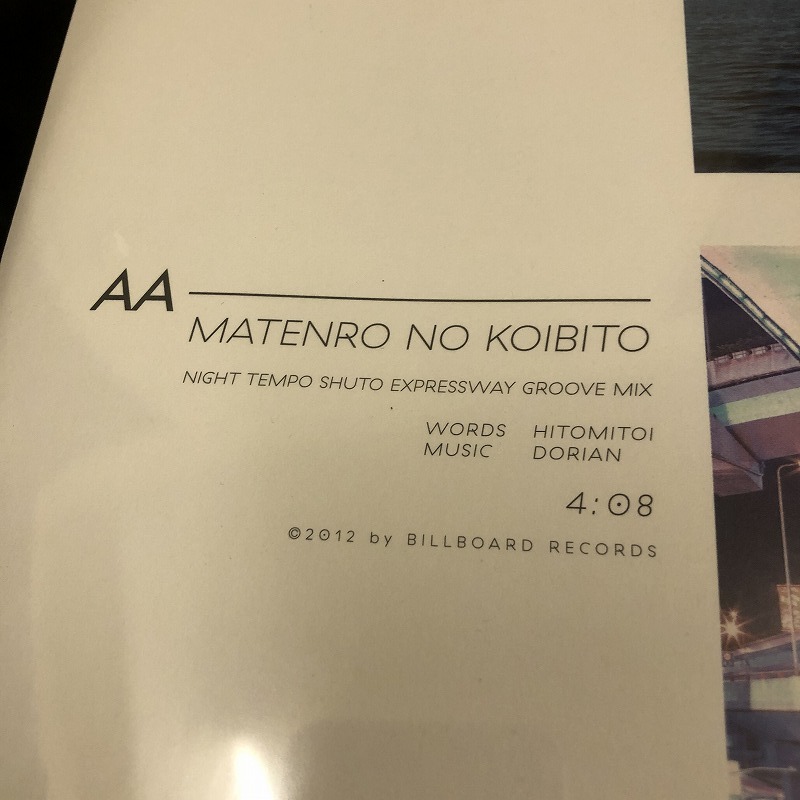 AA
MATENRO NO KOIBITO
NIGHT TEMPO SHUTO EXPRESSWAY GROOVE MIX
WORDS HITOMITOI
MUSIC DORIAN
4:08
©2012 by BILLBOARD RECORDS